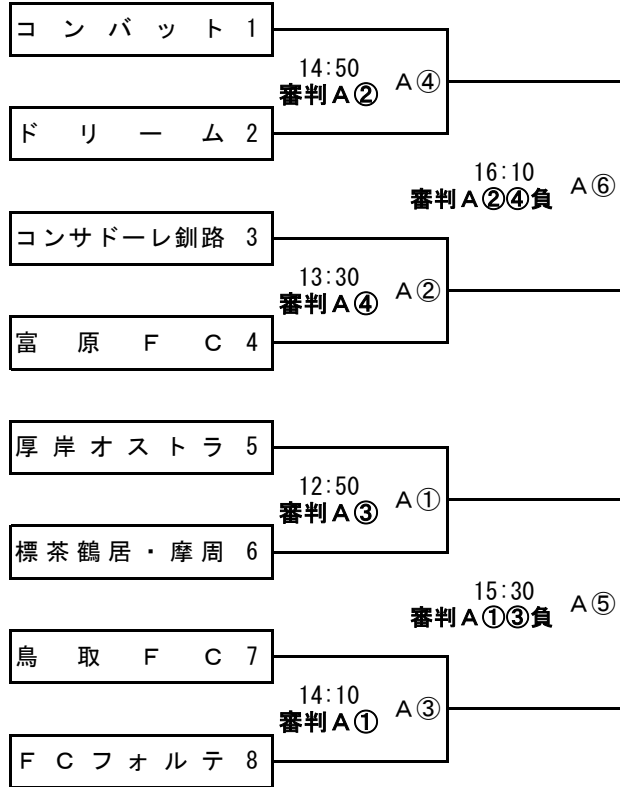 コンバット 1
14:50
審判A② A④
ドリーム 2
16:10
審判A②④負 A⑥
コンサドーレ釧路 3
13:30
審判A④ A②
富原FC 4
厚岸オストラ 5
12:50
審判A③ A①
標茶鶴居・摩周 6
15:30
審判A①③負 A⑤
鳥取FC 7
14:10
審判A① A③
FCフォルテ 8